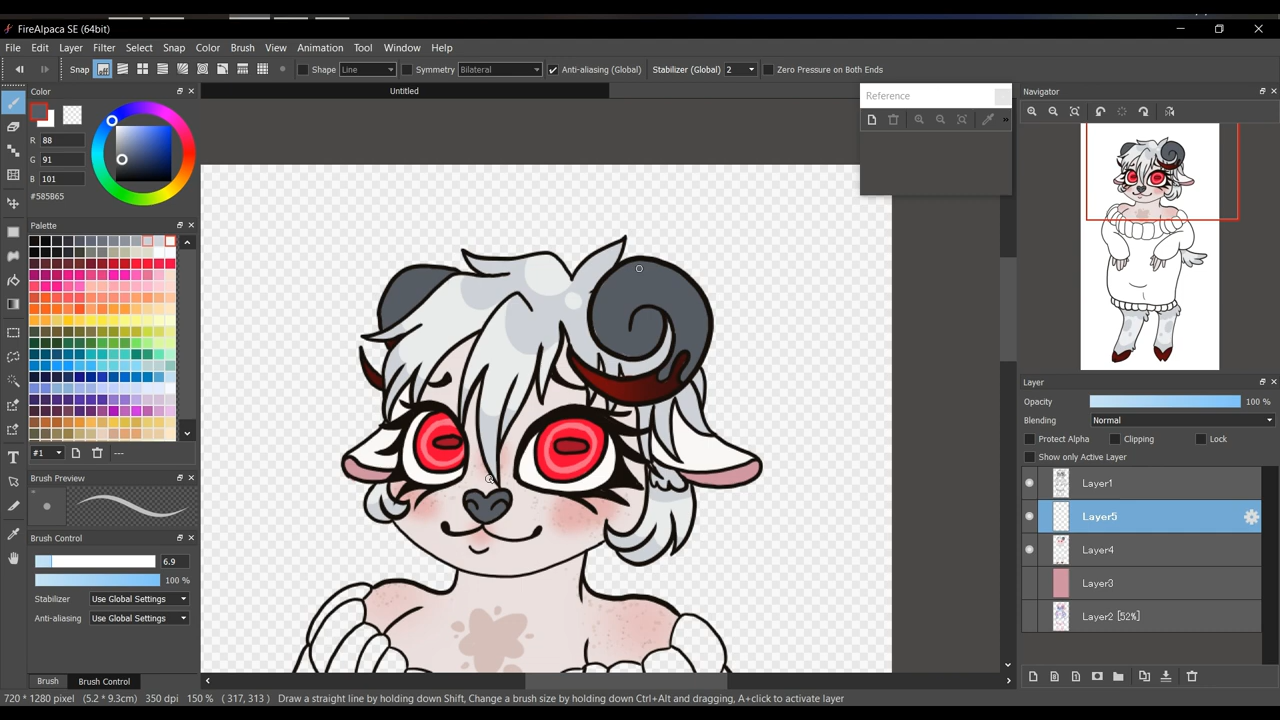 FireAlpaca SE (64bit)
File Edit Layer Filter Select Snap Color Brush View Animation Tool Window Help
Snap Shape Line Symmetry Bilateral Anti-aliasing (Global) Stabilizer (Global) 2 Zero Pressure on Both Ends
Color
Untitled
Reference
»
Navigator
R 88
G 91
B 101
#585B65
Palette
#1
---
Brush Preview
Brush Control
6.9
100 %
Stabilizer Use Global Settings
Anti-aliasing Use Global Settings
Brush Brush Control
Layer
Opacity 100 %
Blending Normal
Protect Alpha Clipping Lock
Show only Active Layer
Layer1
Layer5
Layer4
Layer3
Layer2 [52%]
720 * 1280 pixel (5.2 * 9.3cm) 350 dpi 150 % ( 317, 313 ) Draw a straight line by holding down Shift, Change a brush size by holding down Ctrl+Alt and dragging, A+click to activate layer